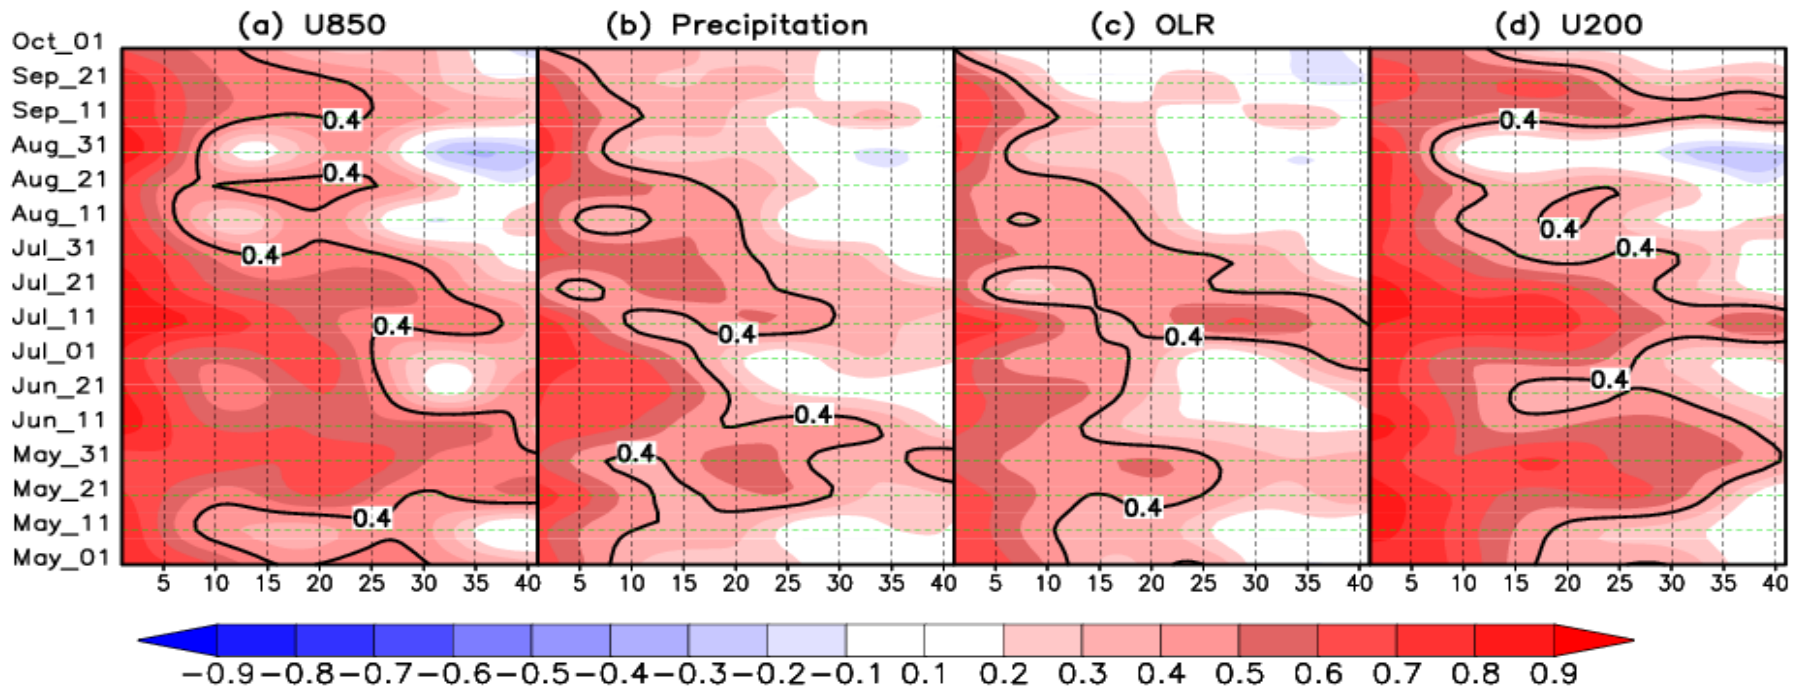 (a) U850 (b) Precipitation (c) OLR (d) U200
Oct_01
Sep_21
Sep_11
Aug_31
Aug_21
Aug_11
Jul_31
Jul_21
Jul_11
Jul_01
Jun_21
Jun_11
May_31
May_21
May_11
May_01
0.4
0.4
0.4
0.4
0.4
0.4
0.4
0.4
0.4
0.4
0.4
0.4
0.4
0.4
5 10 15 20 25 30 35 40 5 10 15 20 25 30 35 40 5 10 15 20 25 30 35 40 5 10 15 20 25 30 35 40
-0.9 -0.8 -0.7 -0.6 -0.5 -0.4 -0.3 -0.2 -0.1 0.1 0.2 0.3 0.4 0.5 0.6 0.7 0.8 0.9